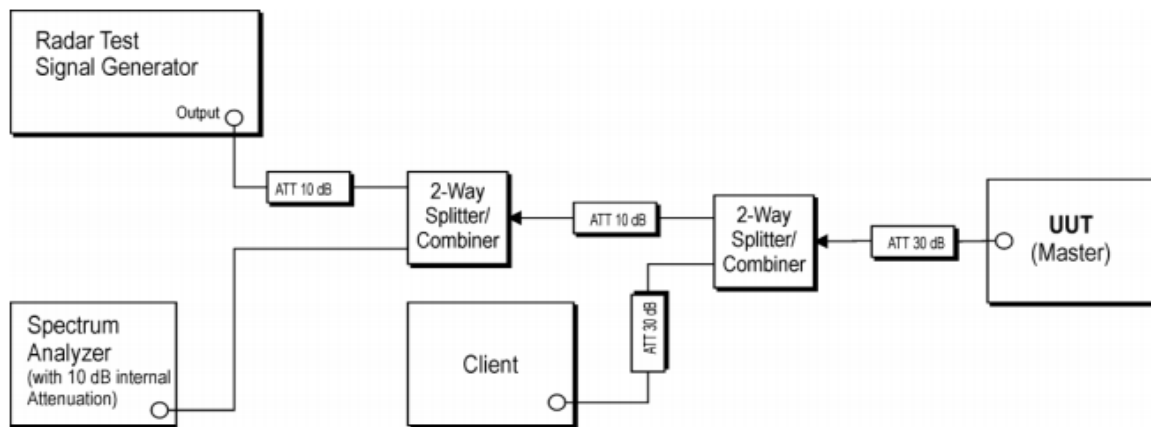 Radar Test
Signal Generator
Output
ATT 10 dB
2-Way
Splitter/
Combiner
ATT 10 dB
2-Way
Splitter/
Combiner
ATT 30 dB
UUT
(Master)
Spectrum
Analyzer
(with 10 dB internal
Attenuation)
Client
ATT 30 dB